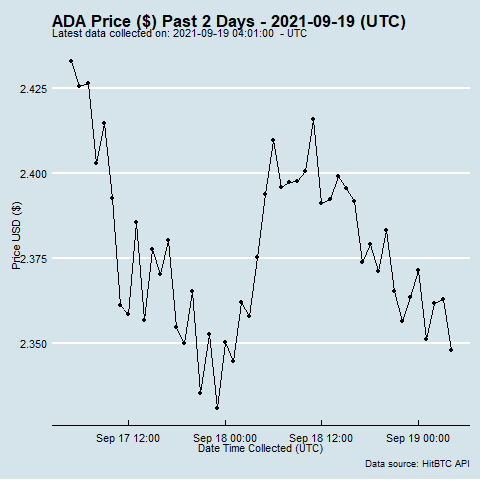 ADA Price ($) Past 2 Days - 2021-09-19 (UTC)
Latest data collected on: 2021-09-19 04:01:00 - UTC
2.425
2.400
2.375
2.350
Price USD ($)
Sep 17 12:00
Sep 18 00:00
Sep 18 12:00
Sep 19 00:00
Date Time Collected (UTC)
Data source: HitBTC API